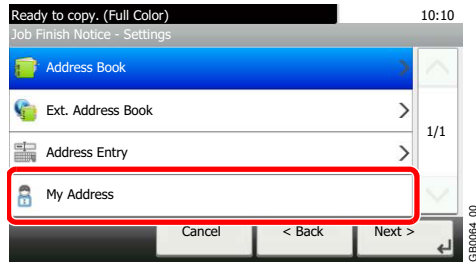 Ready to copy. (Full Color) 10:10
Job Finish Notice - Settings
Address Book
Ext. Address Book
1/1
Address Entry
My Address
Cancel < Back Next >
GB0064_00